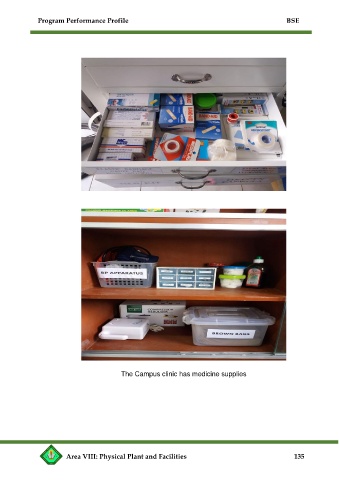 Program Performance Profile BSE
BP APPARATUS
BROWN BAGS
The Campus clinic has medicine supplies
Area VIII: Physical Plant and Facilities 135